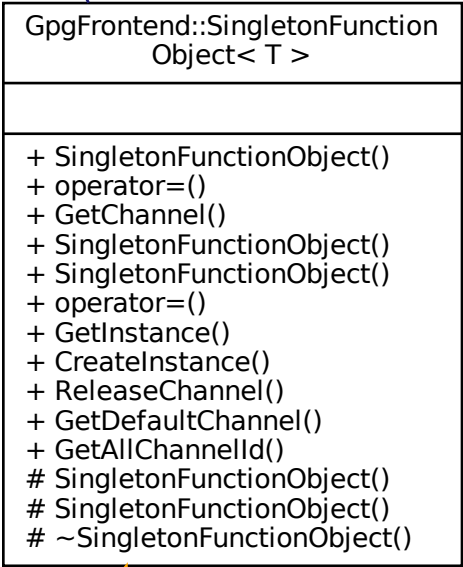 GpgFrontend::SingletonFunction
Object< T >
+ SingletonFunctionObject()
+ operator=()
+ GetChannel()
+ SingletonFunctionObject()
+ SingletonFunctionObject()
+ operator=()
+ GetInstance()
+ CreateInstance()
+ ReleaseChannel()
+ GetDefaultChannel()
+ GetAllChannelId()
# SingletonFunctionObject()
# SingletonFunctionObject()
# ~SingletonFunctionObject()